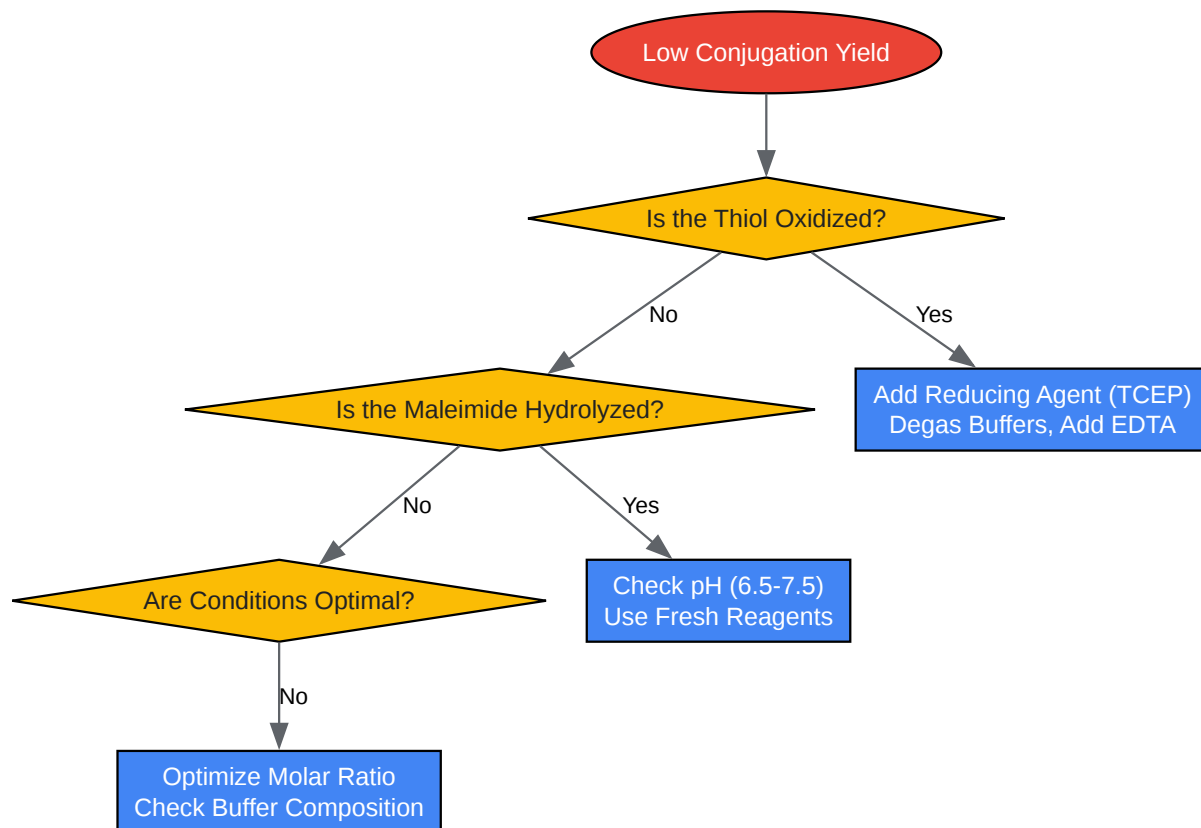 Low Conjugation Yield
Is the Thiol Oxidized?
No
Yes
Is the Maleimide Hydrolyzed?
Add Reducing Agent (TCEP)
Degas Buffers, Add EDTA
No
Yes
Are Conditions Optimal?
Check pH (6.5-7.5)
Use Fresh Reagents
No
Optimize Molar Ratio
Check Buffer Composition